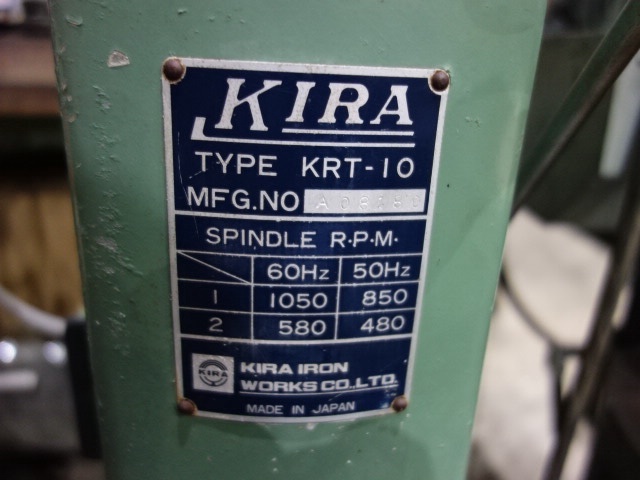 KIRA
TYPE KRT-10
MFG.NO
SPINDLE R.P.M.
60Hz 50Hz
1 1050 850
2 580 480
KIRA
KIRA IRON
WORKS CO.,LTD.
MADE IN JAPAN